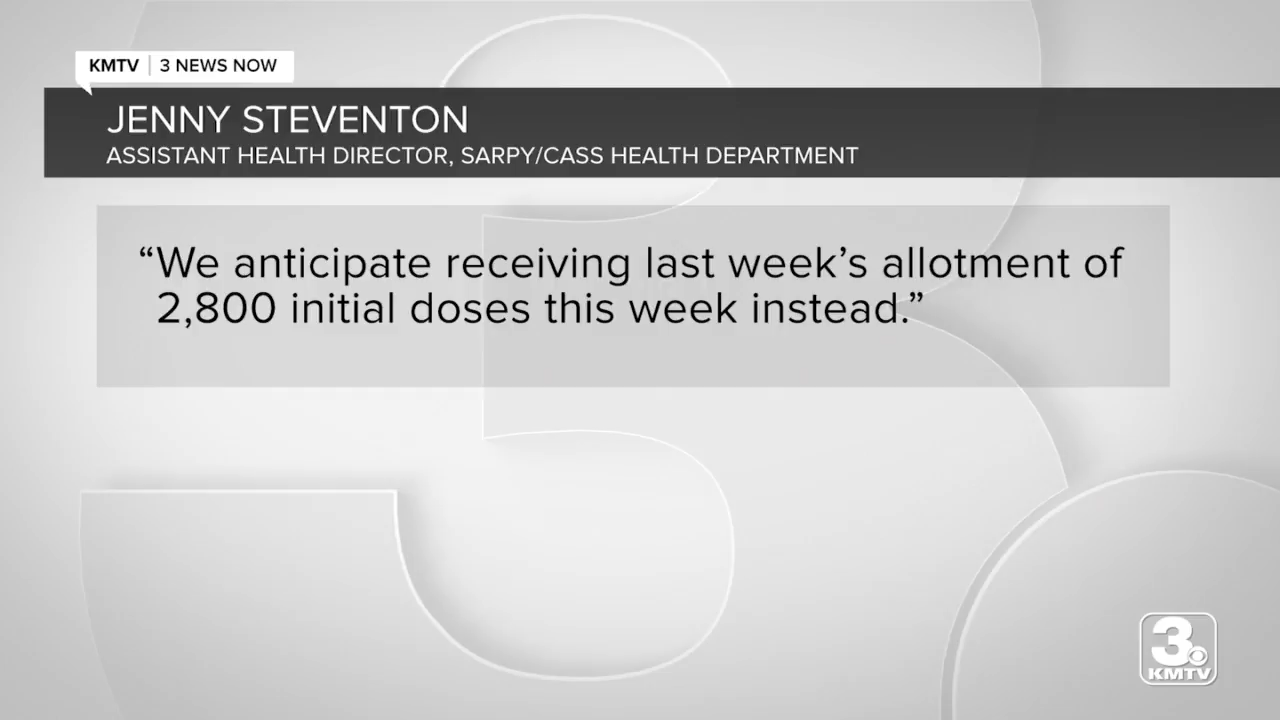 KMTV | 3 NEWS NOW
JENNY STEVENTON
ASSISTANT HEALTH DIRECTOR, SARPY/CASS HEALTH DEPARTMENT
“We anticipate receiving last week’s allotment of
2,800 initial doses this week instead.”
3
KMTV